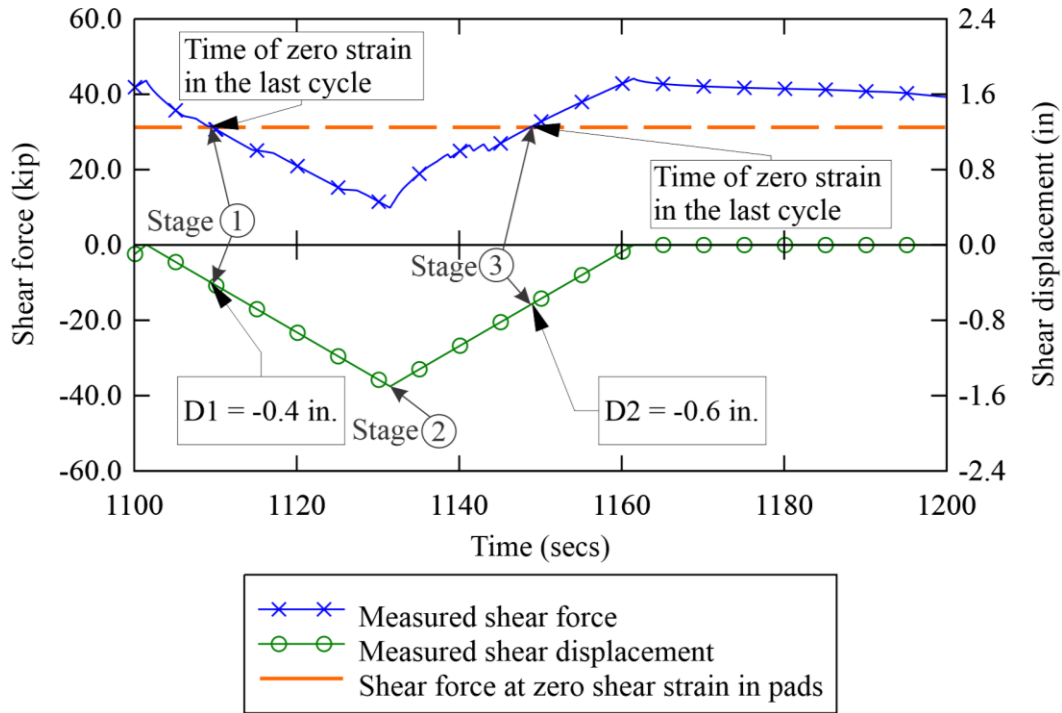 60.0
40.0
20.0
0.0
-20.0
-40.0
-60.0
Shear force (kip)
2.4
1.6
0.8
0.0
-0.8
-1.6
-2.4
Shear displacement (in)
Time of zero strain
in the last cycle
Time of zero strain
in the last cycle
Stage 1
Stage 3
D1 = -0.4 in.
Stage 2
D2 = -0.6 in.
1100 1120 1140 1160 1180 1200
Time (secs)
Measured shear force
Measured shear displacement
Shear force at zero shear strain in pads